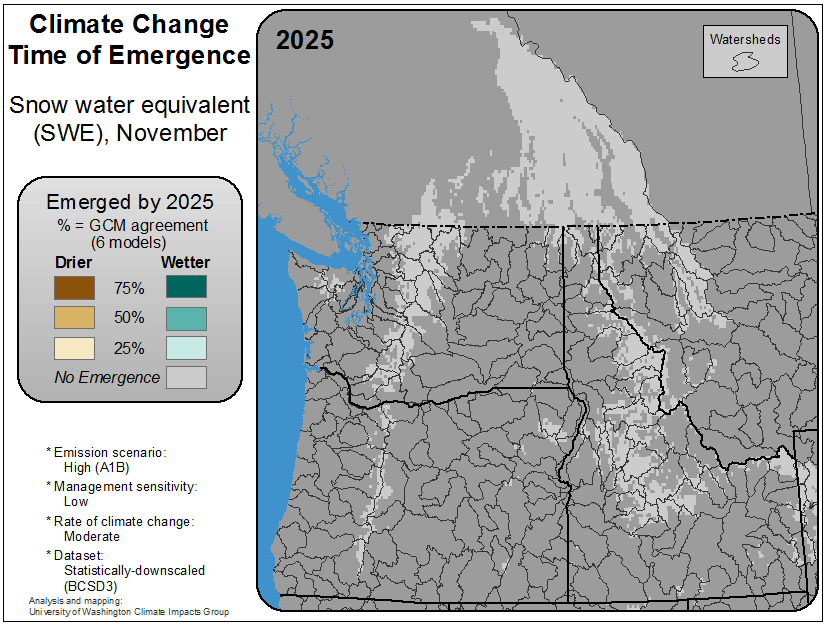 Climate Change
Time of Emergence
Snow water equivalent
(SWE), November
Emerged by 2025
% = GCM agreement
(6 models)
Drier Wetter
75%
50%
25%
No Emergence
* Emission scenario:
High (A1B)
* Management sensitivity:
Low
* Rate of climate change:
Moderate
* Dataset:
Statistically-downscaled
(BCSD3)
Analysis and mapping:
University of Washington Climate Impacts Group
2025
Watersheds